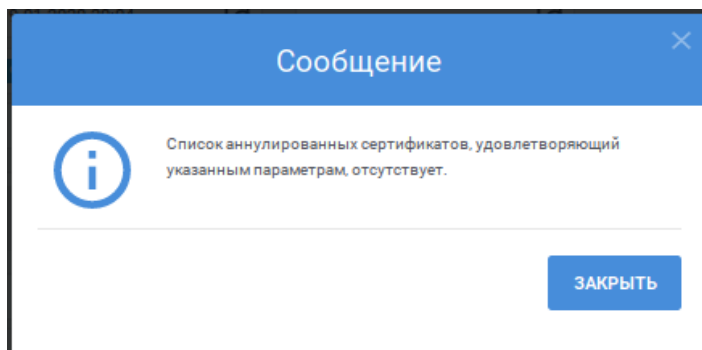 Сообщение
Список аннулированных сертификатов, удовлетворяющий
указанным параметрам, отсутствует.
ЗАКРЫТЬ